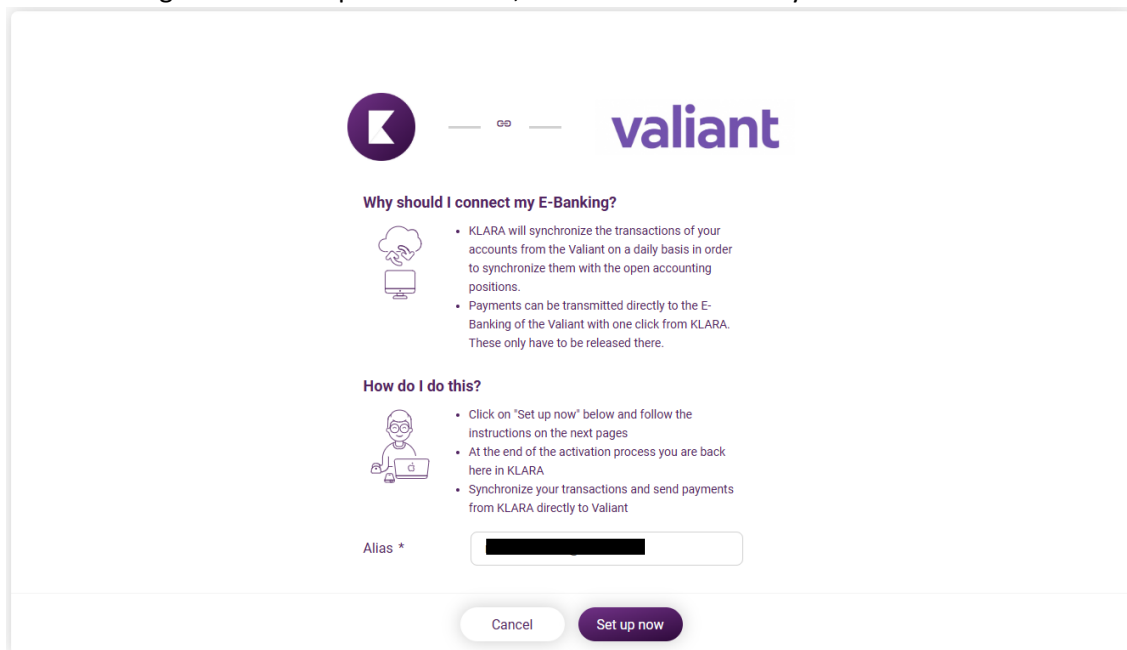 valiant
Why should I connect my E-Banking?
• KLARA will synchronize the transactions of your
accounts from the Valiant on a daily basis in order
to synchronize them with the open accounting
positions.
• Payments can be transmitted directly to the E-
Banking of the Valiant with one click from KLARA.
These only have to be released there.
How do I do this?
• Click on "Set up now" below and follow the
instructions on the next pages
• At the end of the activation process you are back
here in KLARA
• Synchronize your transactions and send payments
from KLARA directly to Valiant
Alias *
Cancel Set up now